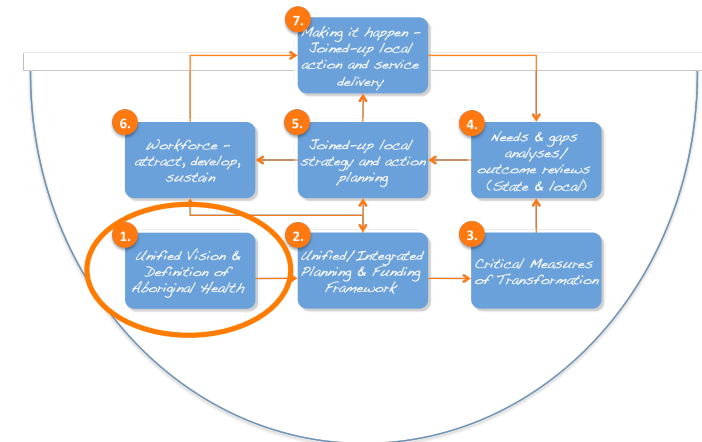 7.
Making it happen –
Joined-up local
action and service
delivery
6.
Workforce –
attract, develop,
sustain
5.
Joined-up local
strategy and action
planning
4.
Needs & gaps
analyses/
outcome reviews
(State & local)
1.
Unified Vision &
Definition of
Aboriginal Health
2.
Unified/Integrated
Planning & Funding
Framework
3.
Critical Measures
of Transformation